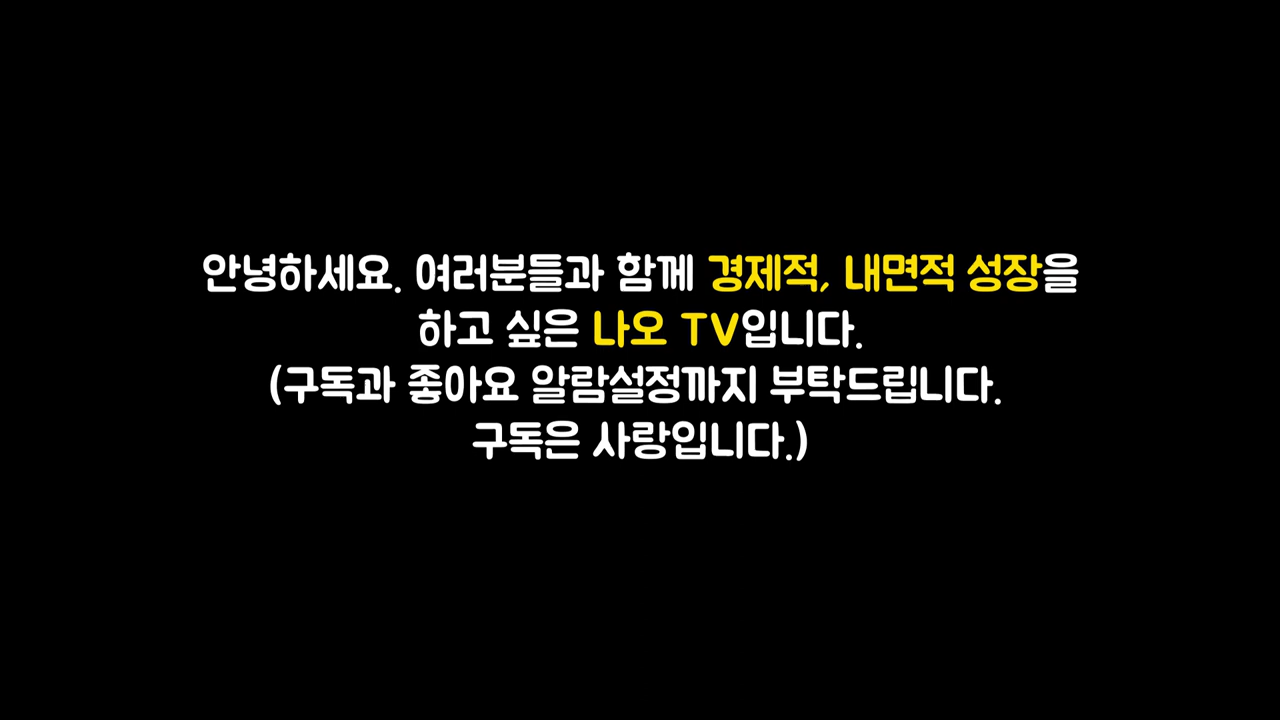 안녕하세요. 여러분들과 함께 경제적, 내면적 성장을
하고 싶은 나오 TV입니다.
(구독과 좋아요 알람설정까지 부탁드립니다.
구독은 사랑입니다.)